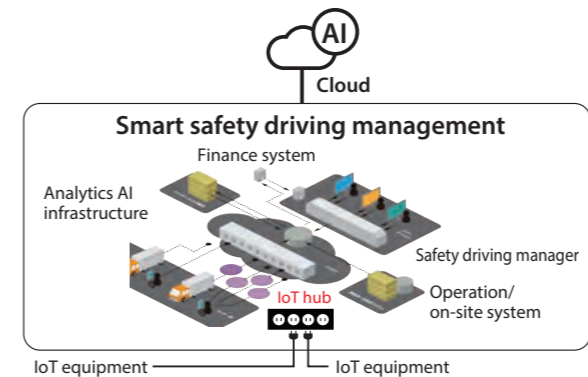 AI
Cloud
Smart safety driving management
Finance system
Analytics AI
infrastructure
Safety driving manager
IoT hub
Operation/
on-site system
IoT equipment
IoT equipment